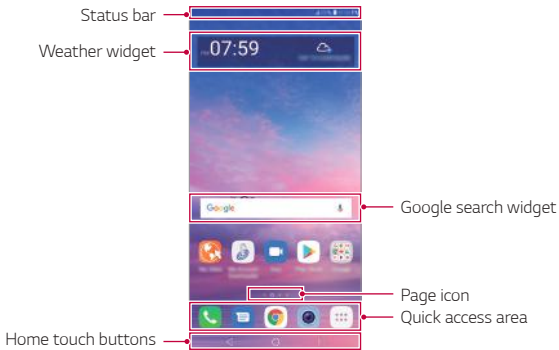 Status bar
Weather widget
07:59
Google
Google search widget
Page icon
Quick access area
Home touch buttons